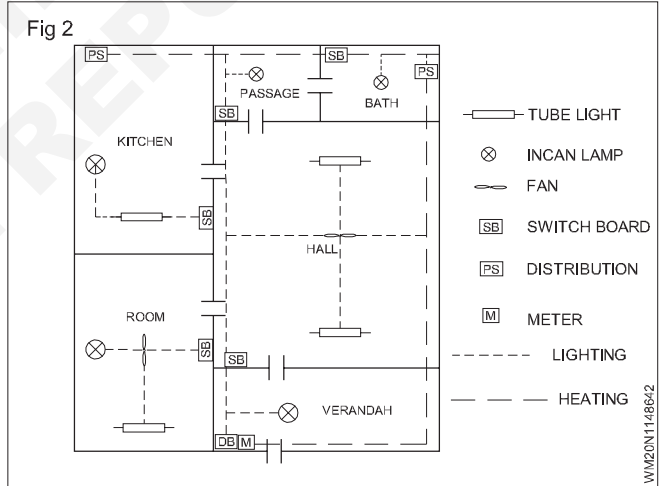 Fig 2
PS
SB
PASSAGE
BATH
PS
SB
KITCHEN
SB
HALL
ROOM
SB
SB
VERANDAH
DB M
TUBE LIGHT
INCAN LAMP
FAN
SB SWITCH BOARD
PS DISTRIBUTION
M METER
LIGHTING
HEATING
WM20N1148642